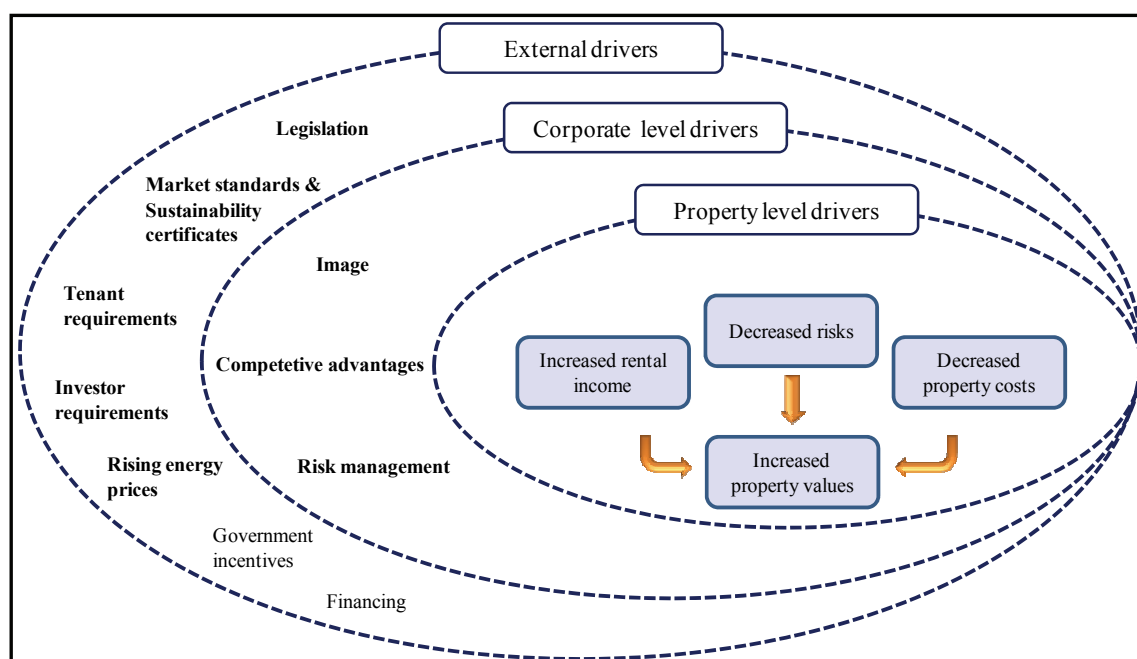 External drivers
Legislation
Corporate level drivers
Market standards &
Sustainability
certificates
Property level drivers
Image
Tenant
requirements
Decreased risks
Increased rental
income
Decreased
property costs
Competetive advantages
Investor
requirements
Rising energy
prices
Risk management
Increased
property values
Government
incentives
Financing